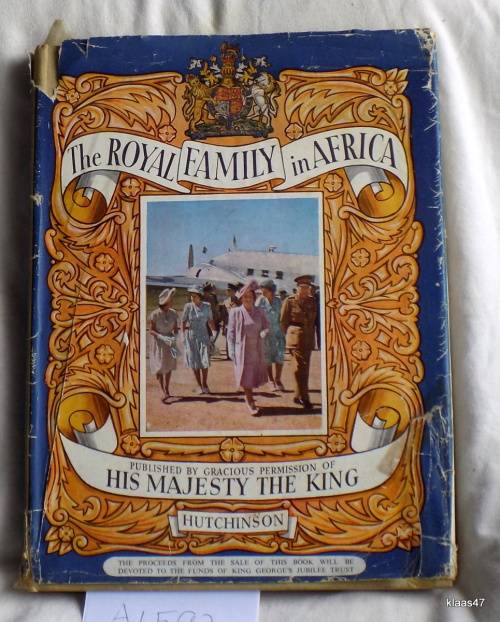 The ROYAL FAMILY in AFRICA
PUBLISHED BY GRACIOUS PERMISSION OF
HIS MAJESTY THE KING
HUTCHINSON
THE PROCEEDS FROM THE SALE OF THIS BOOK WILL BE
DEVOTED TO THE FUNDS OF KING GEORGE'S JUBILEE TRUST
klaas47